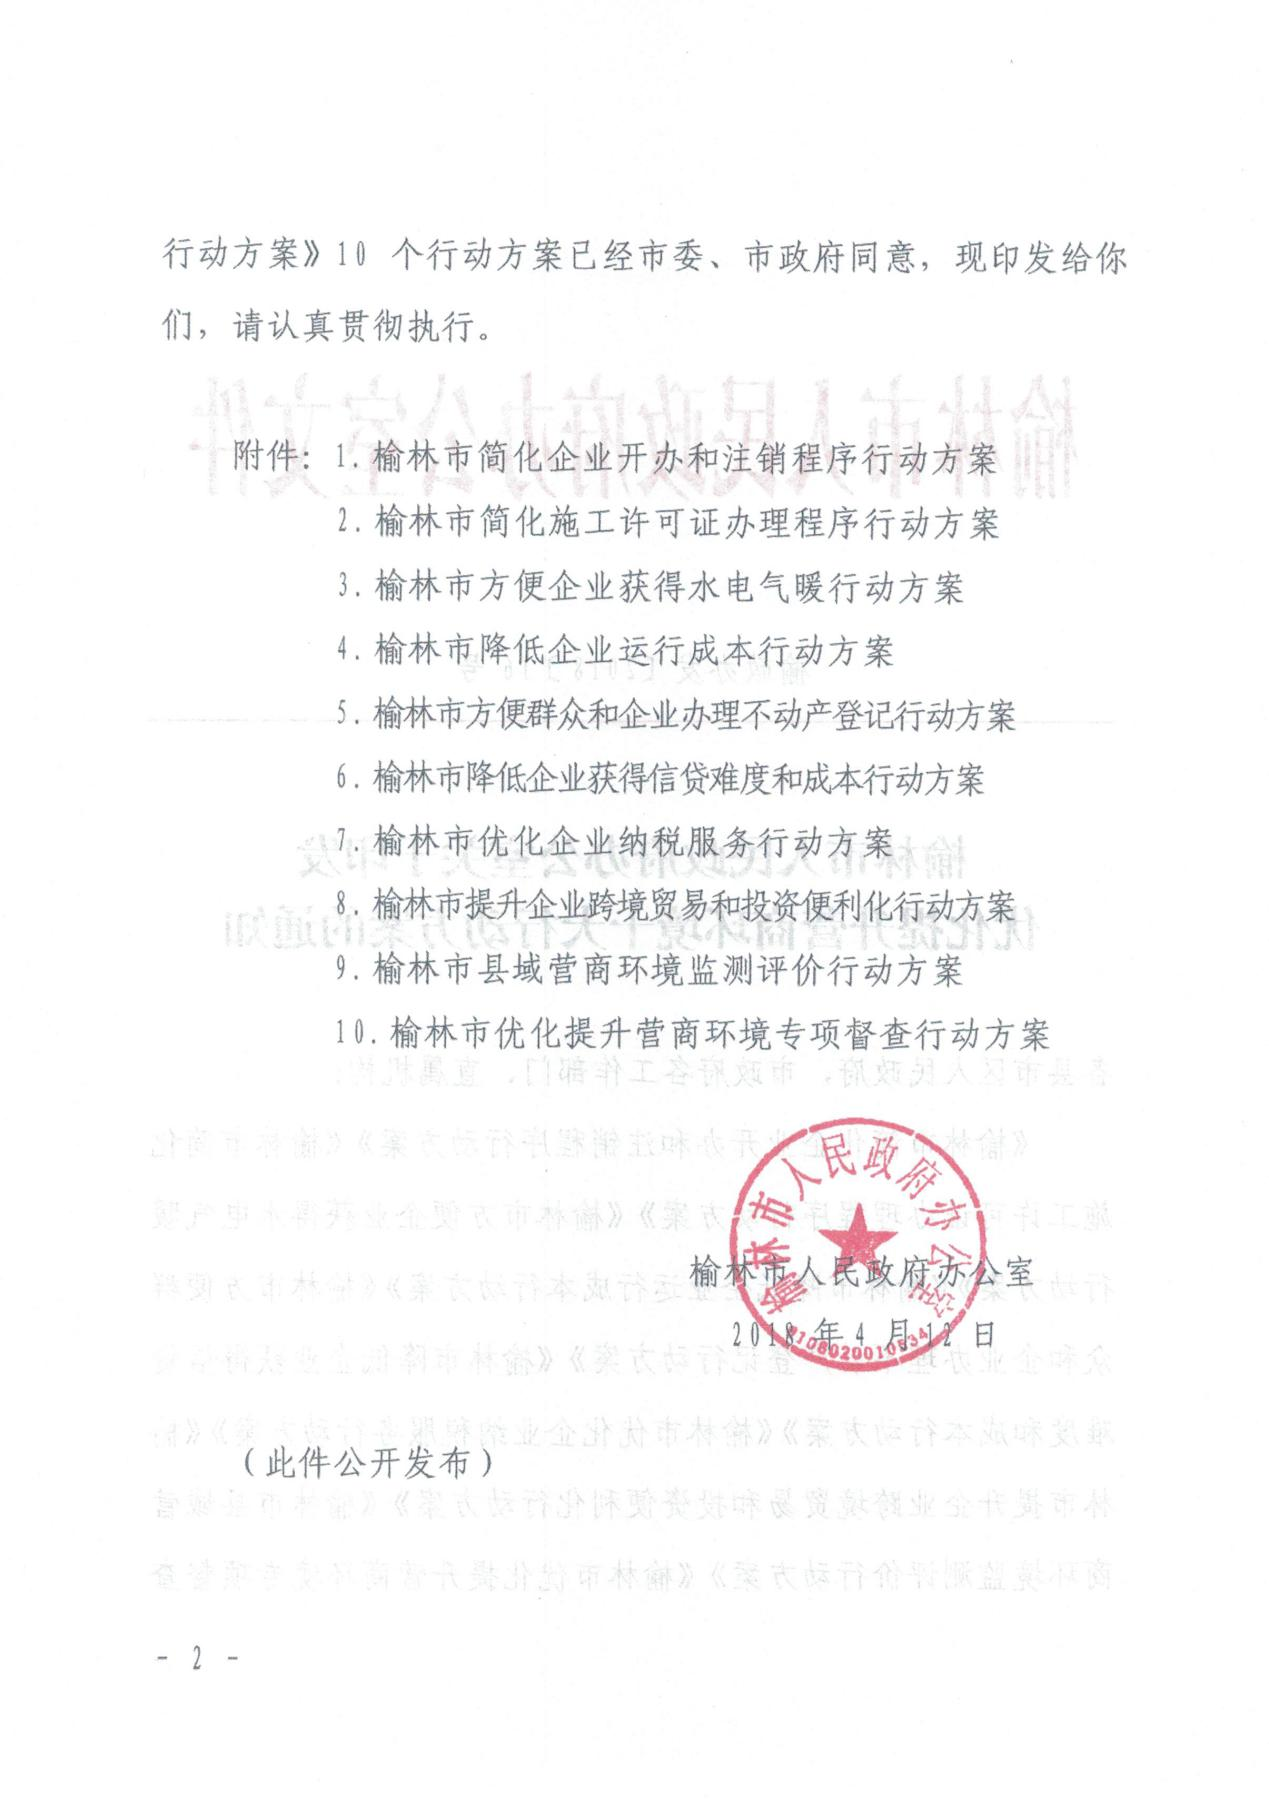 行动方案》10 个行动方案已经市委、市政府同意，现印发给你
们，请认真贯彻执行。
附件：1. 榆林市简化企业开办和注销程序行动方案
2. 榆林市简化施工许可证办理程序行动方案
3. 榆林市方便企业获得水电气暖行动方案
4. 榆林市降低企业运行成本行动方案
5. 榆林市方便群众和企业办理不动产登记行动方案
6. 榆林市降低企业获得信贷难度和成本行动方案
7. 榆林市优化企业纳税服务行动方案
8. 榆林市提升企业跨境贸易和投资便利化行动方案
9. 榆林市县域营商环境监测评价行动方案
10. 榆林市优化提升营商环境专项督查行动方案
榆林市人民政府办公室
榆林市人民政府办公室
2018 年 4 月 12 日
（此件公开发布）
- 2 -